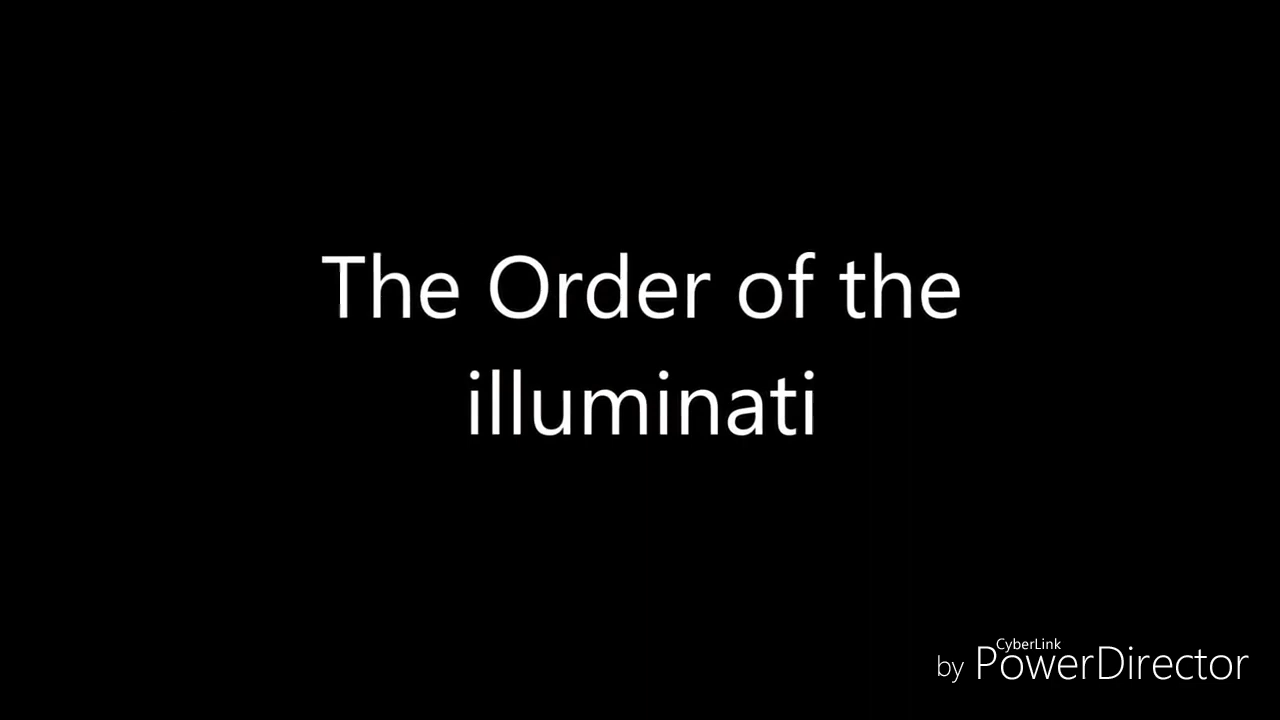 The Order of the
illuminati
CyberLink
by PowerDirector